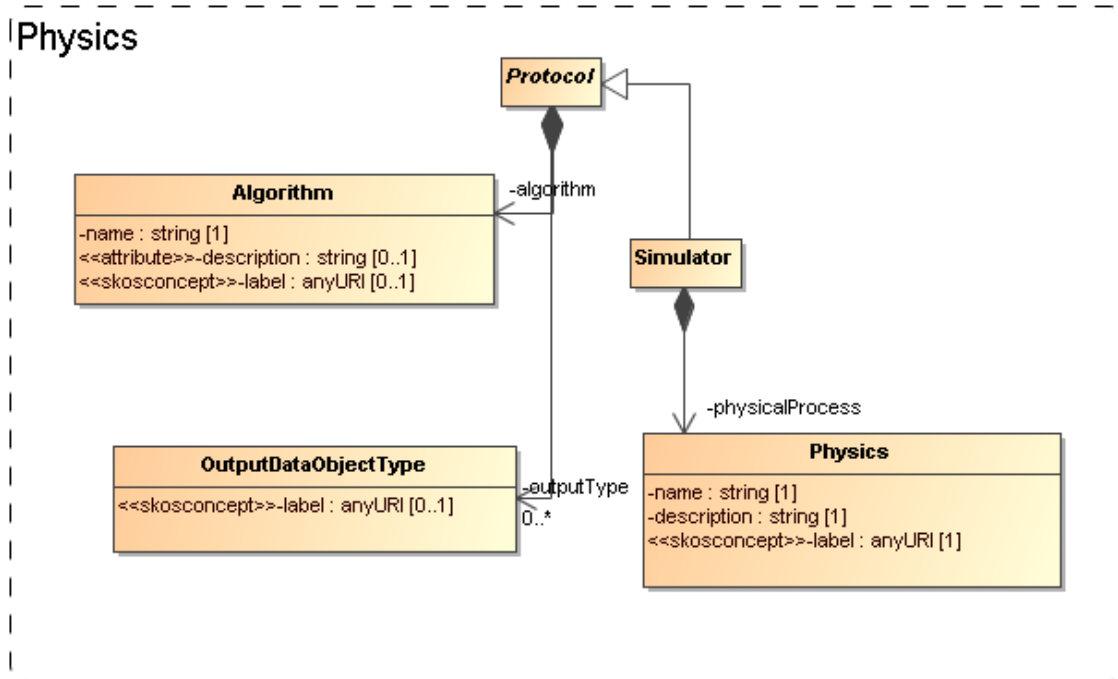 Physics
Protocol
Algorithm
-name : string [1]
<<attribute>>-description : string [0..1]
<<skosconcept>>-label : anyURI [0..1]
-algorithm
Simulator
-physicalProcess
OutputDataObjectType
<<skosconcept>>-label : anyURI [0..1]
-outputType
0..*
Physics
-name : string [1]
-description : string [1]
<<skosconcept>>-label : anyURI [1]